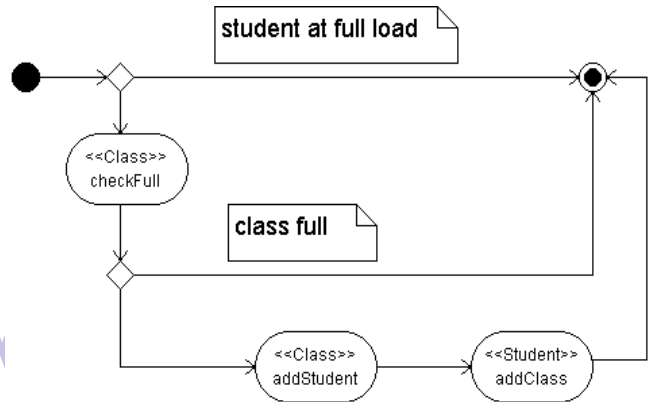 student at full load
<<Class>>
checkFull
class full
<<Class>>
addStudent
<<Student>>
addClass